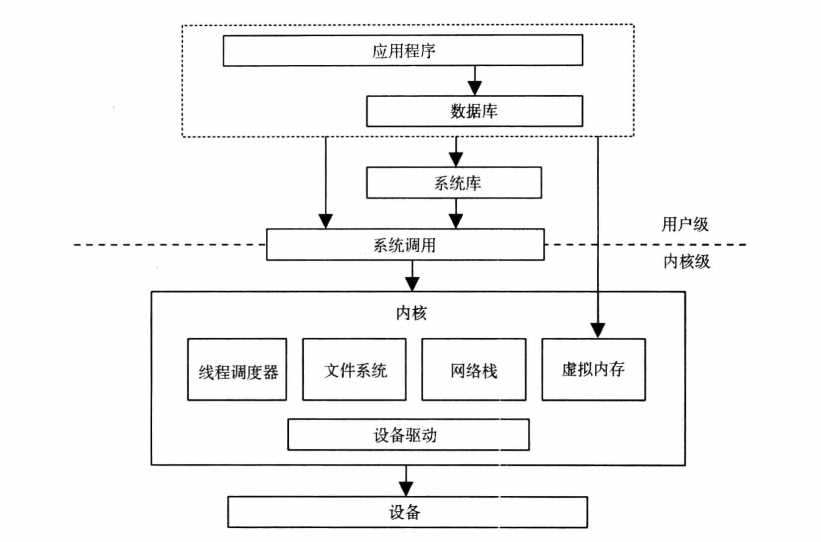 应用程序
数据库
系统库
用户级
系统调用
内核级
内核
线程调度器
文件系统
网络栈
虚拟内存
设备驱动
设备